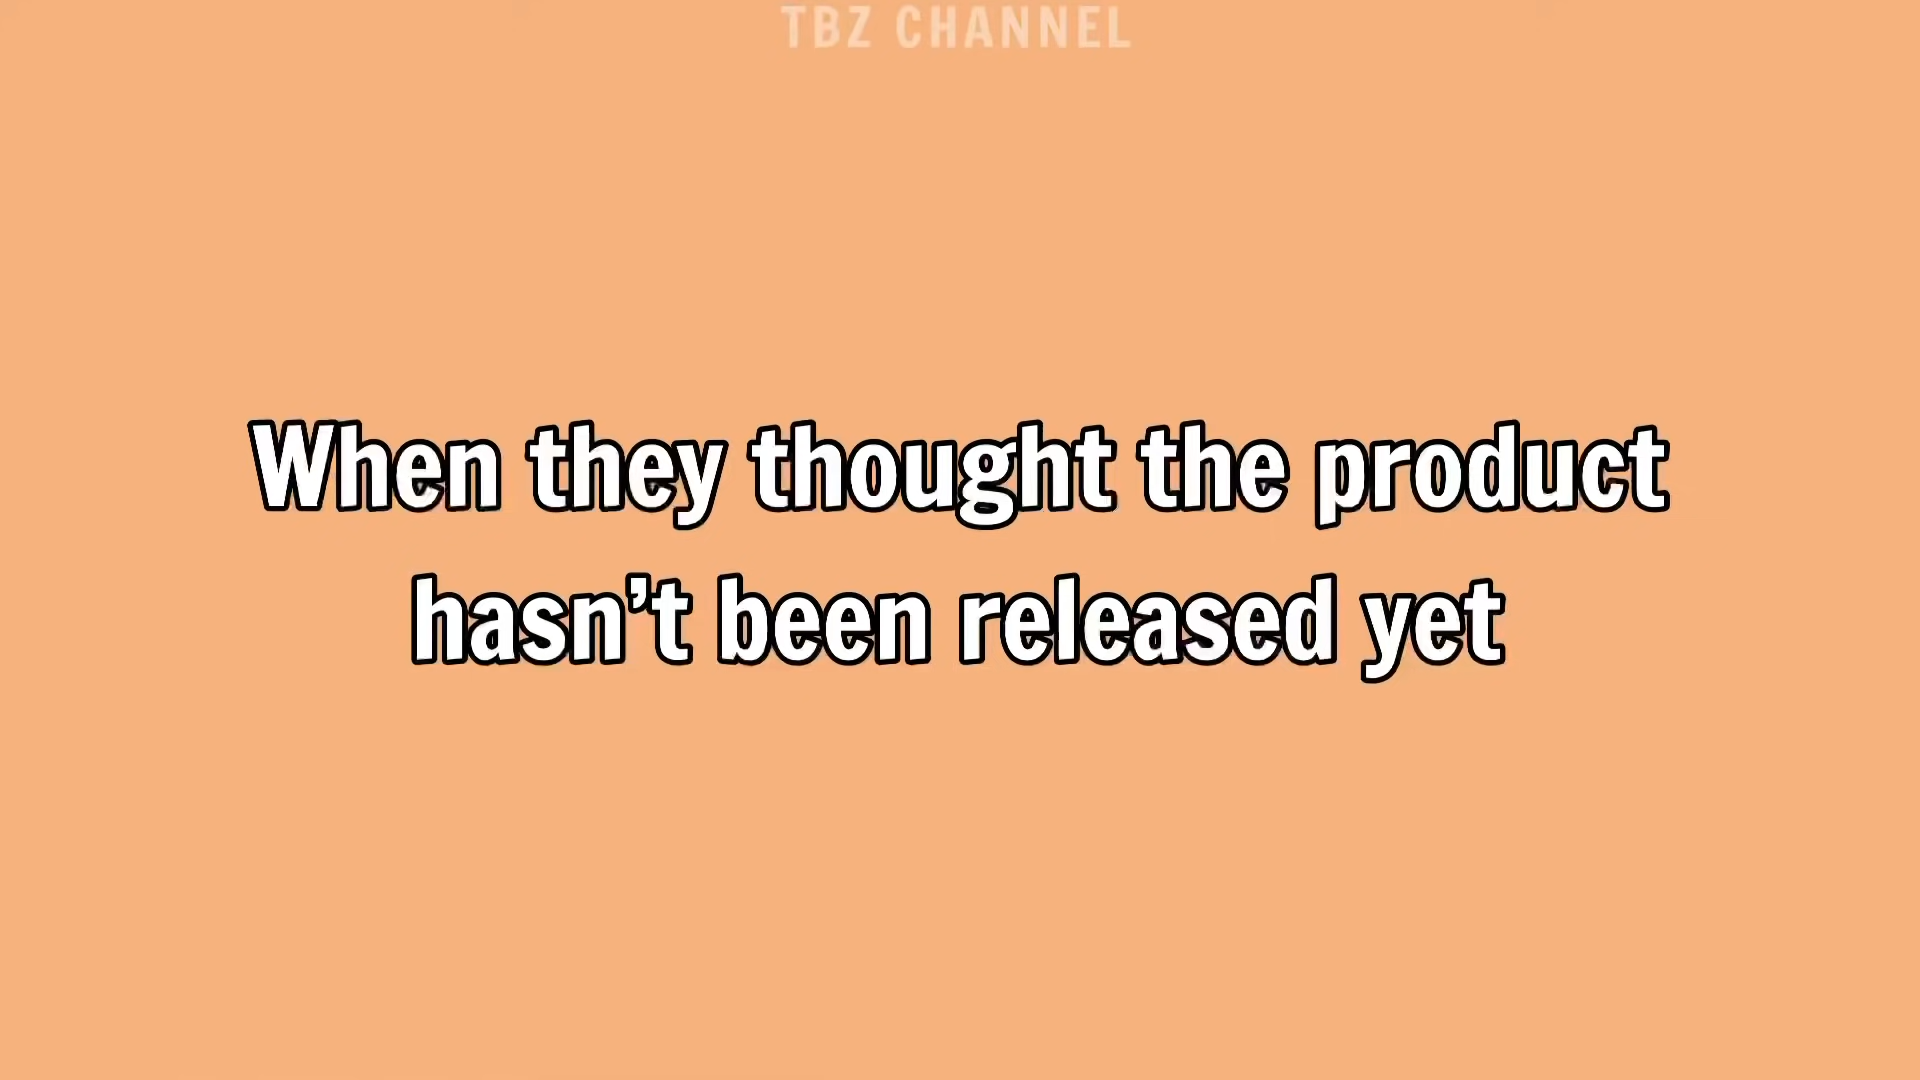 TBZ CHANNEL
When they thought the product
hasn’t been released yet